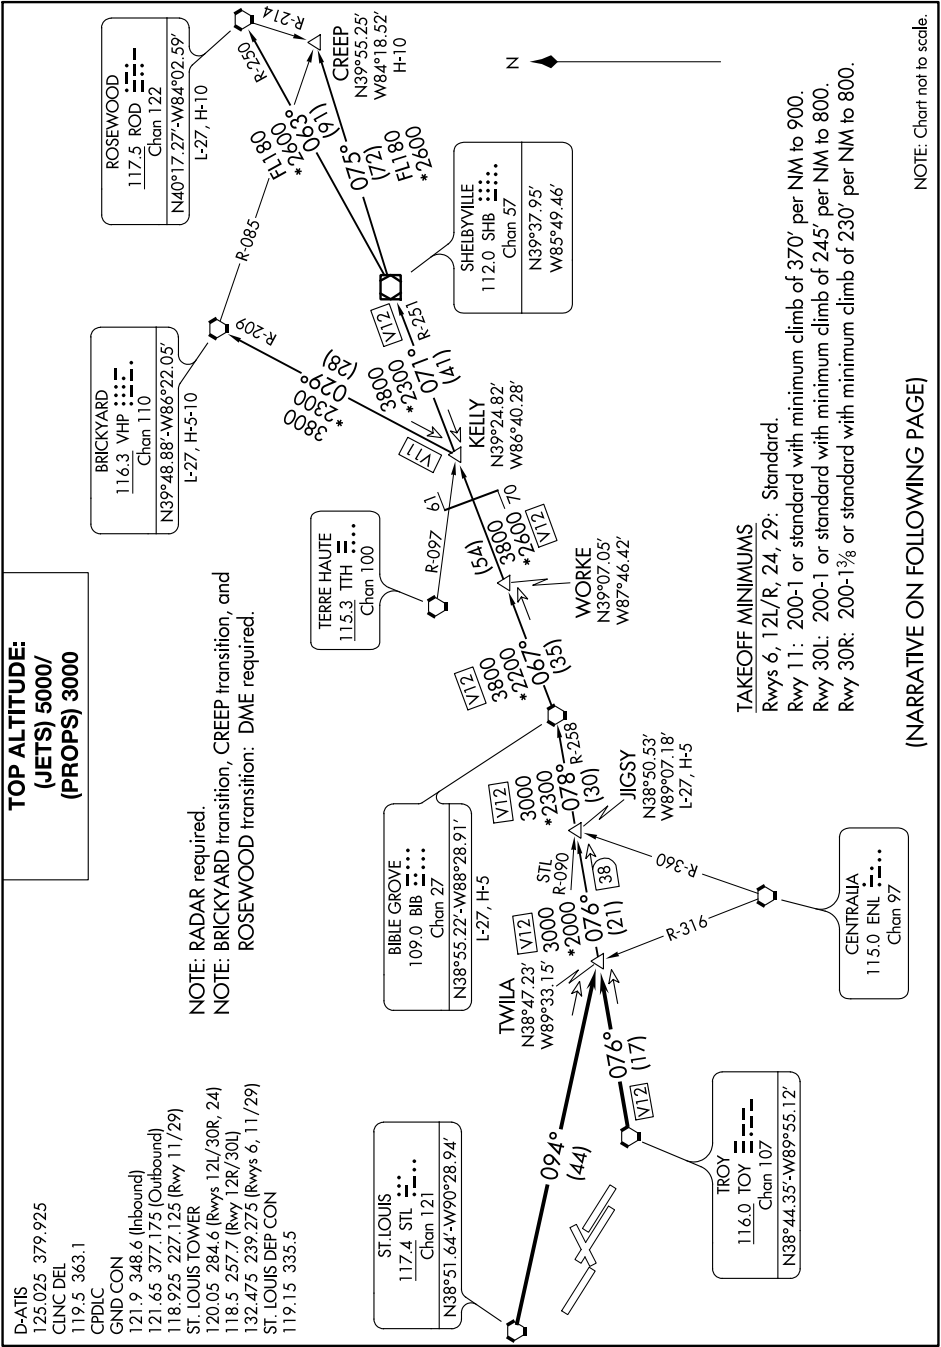 TOP ALTITUDE:
(JETS) 5000/
(PROPS) 3000
D-ATIS
125.025 379.925
CLNC DEL
119.5 363.1
CPDLC
GND CON
121.9 348.6 (Inbound)
121.65 377.175 (Outbound)
118.925 227.125 (Rwy 11/29)
ST. LOUIS TOWER
120.05 284.6 (Rwys 12L/30R, 24)
118.5 257.7 (Rwy 12R/30L)
132.475 239.275 (Rwys 6, 11/29)
ST. LOUIS DEP CON
119.15 335.5
NOTE: RADAR required.
NOTE: BRICKYARD transition, CREEP transition, and
ROSEWOOD transition: DME required.
ST.LOUIS
117.4 STL
Chan 121
N38°51.64'-W90°28.94'
094°
(44)
TROY
116.0 TOY
Chan 107
N38°44.35'-W89°55.12'
V12
076°
(17)
TWILA
N38°47.23'
W89°33.15'
V12
3000
*2000
076°
(21)
STL
R-090
38
CENTRALIA
115.0 ENL
Chan 97
R-316
R-360
JIGSY
N38°50.53'
W89°07.18'
L-27, H-5
V12
3000
*2300
078°
(30)
R-258
BIBLE GROVE
109.0 BIB
Chan 27
N38°55.22'-W88°28.91'
L-27, H-5
V12
3800
*2200
067°
(35)
WORKE
N39°07.05'
W87°46.42'
(54)
3800
*2600
V12
61
70
TERRE HAUTE
115.3 TTH
Chan 100
R-097
KELLY
N39°24.82'
W86°40.28'
V11
3800
*2300
029°
(28)
R-209
BRICKYARD
116.3 VHP
Chan 110
N39°48.88'-W86°22.05'
L-27, H-5-10
R-085
V12
3800
*2300
071°
(41)
R-251
SHELBYVILLE
112.0 SHB
Chan 57
N39°37.95'
W85°49.46'
FL180
*2600
063°
(91)
R-250
075°
(72)
FL180
*2600
ROSEWOOD
117.5 ROD
Chan 122
N40°17.27'-W84°02.59'
L-27, H-10
R-214
CREEP
N39°55.25'
W84°18.52'
H-10
N
TAKEOFF MINIMUMS
Rwys 6, 12L/R, 24, 29: Standard.
Rwy 11: 200-1 or standard with minimum climb of 370' per NM to 900.
Rwy 30L: 200-1 or standard with minimum climb of 245' per NM to 800.
Rwy 30R: 200-1⅜ or standard with minimum climb of 230' per NM to 800.
(NARRATIVE ON FOLLOWING PAGE)
NOTE: Chart not to scale.